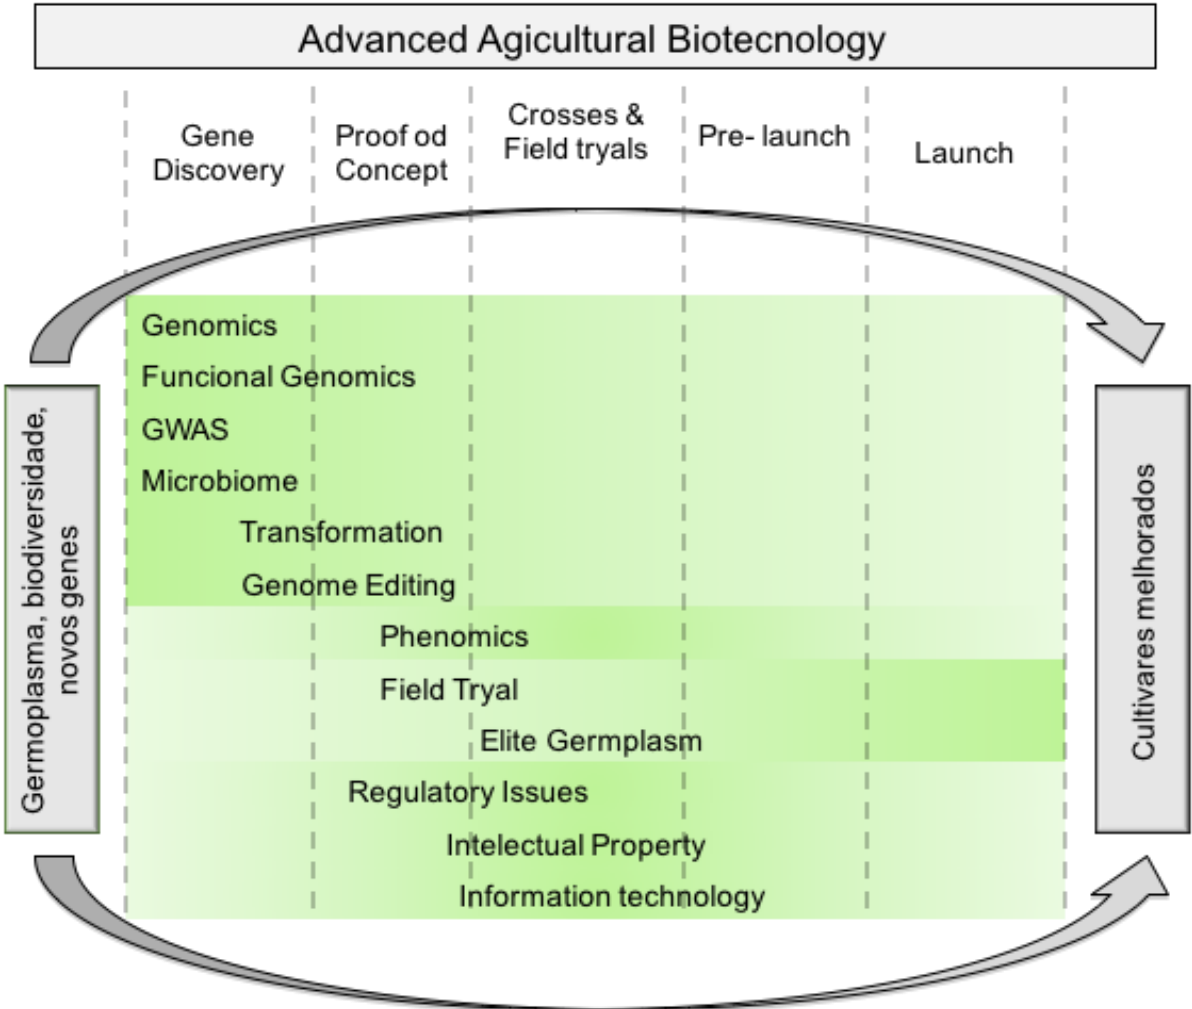 Advanced Agicultural Biotecnology
Gene
Discovery
Proof od
Concept
Crosses &
Field tryals
Pre- launch
Launch
Germoplasma, biodiversidade,
novos genes
Genomics
Funcional Genomics
GWAS
Microbiome
Transformation
Genome Editing
Phenomics
Field Tryal
Elite Germplasm
Regulatory Issues
Intelectual Property
Information technology
Cultivares melhorados